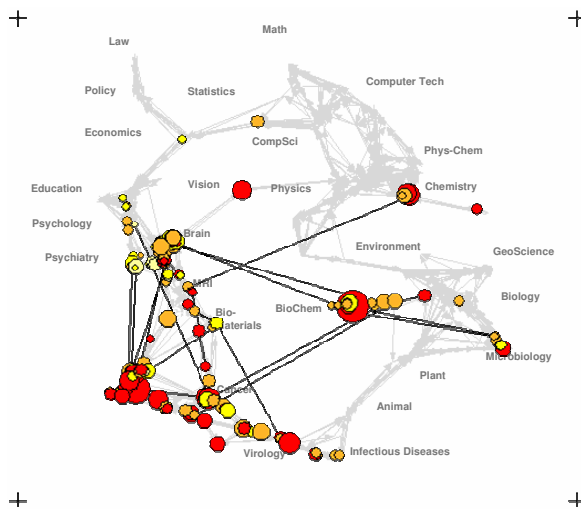 Math
Law
Computer Tech
Policy
Statistics
Economics
CompSci
Phys-Chem
Education
Vision
Physics
Chemistry
Psychology
Brain
Environment
GeoScience
Psychiatry
MRI
Biology
BioChem
Bio-
Materials
Microbiology
Plant
Cancer
Animal
Virology
Infectious Diseases